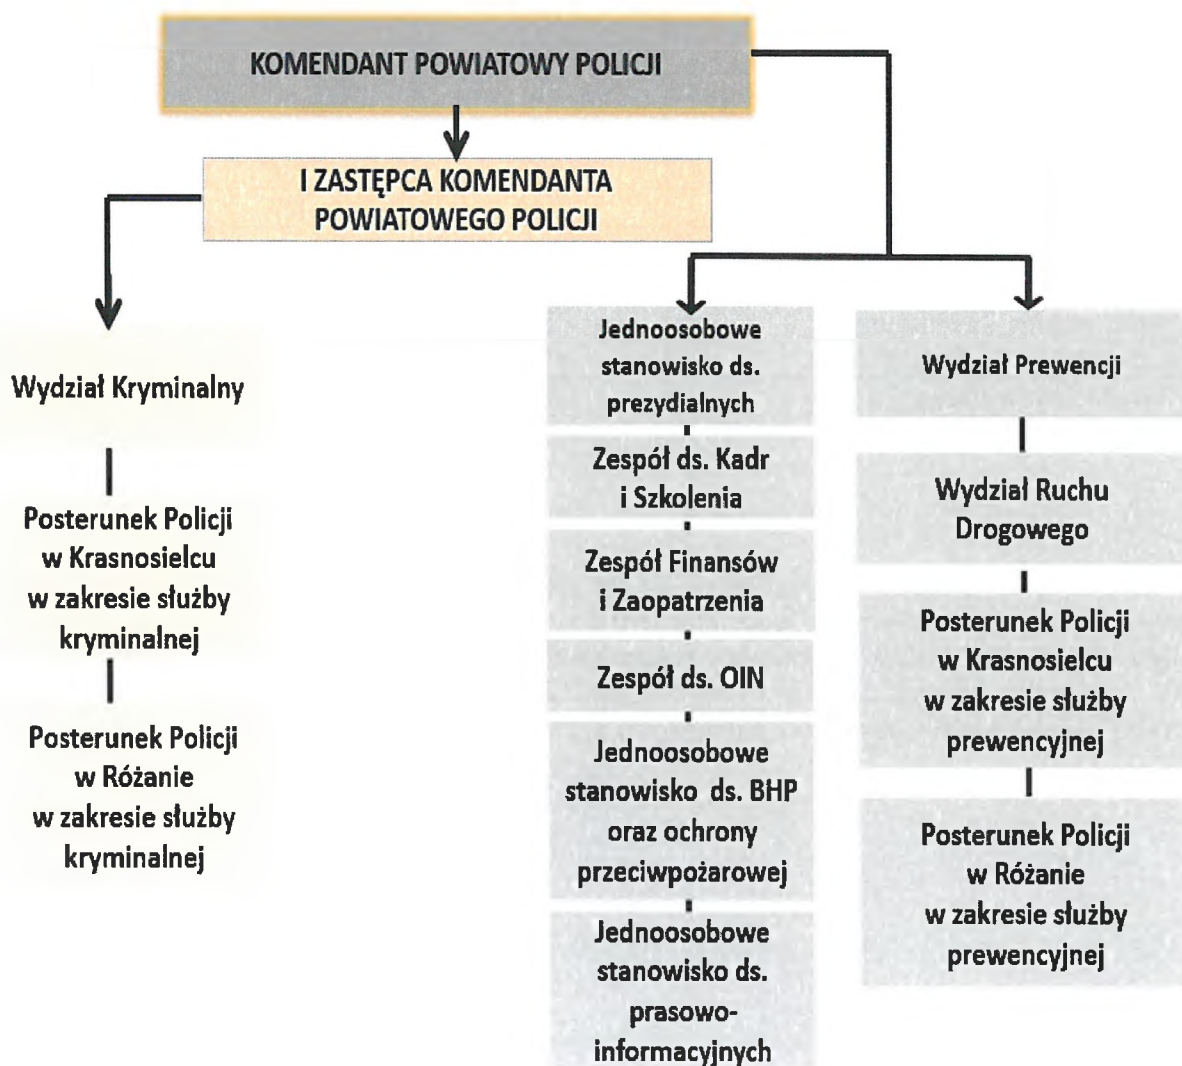 KOMENDANT POWIATOWY POLICJI
I ZASTĘPCA KOMENDANTA
POWIATOWEGO POLICJI
Wydział Kryminalny
Posterunek Policji
w Krasnosielcu
w zakresie służby
kryminalnej
Posterunek Policji
w Różanie
w zakresie służby
kryminalnej
Jednoosobowe
stanowisko ds.
prezydialnych
Zespół ds. Kadr
i Szkolenia
Zespół Finansów
i Zaopatrzenia
Zespół ds. OIN
Jednoosobowe
stanowisko ds. BHP
oraz ochrony
przeciwpożarowej
Jednoosobowe
stanowisko ds.
prasowo-
informacyjnych
Wydział Prewencji
Wydział Ruchu
Drogowego
Posterunek Policji
w Krasnosielcu
w zakresie służby
prewencyjnej
Posterunek Policji
w Różanie
w zakresie służby
prewencyjnej